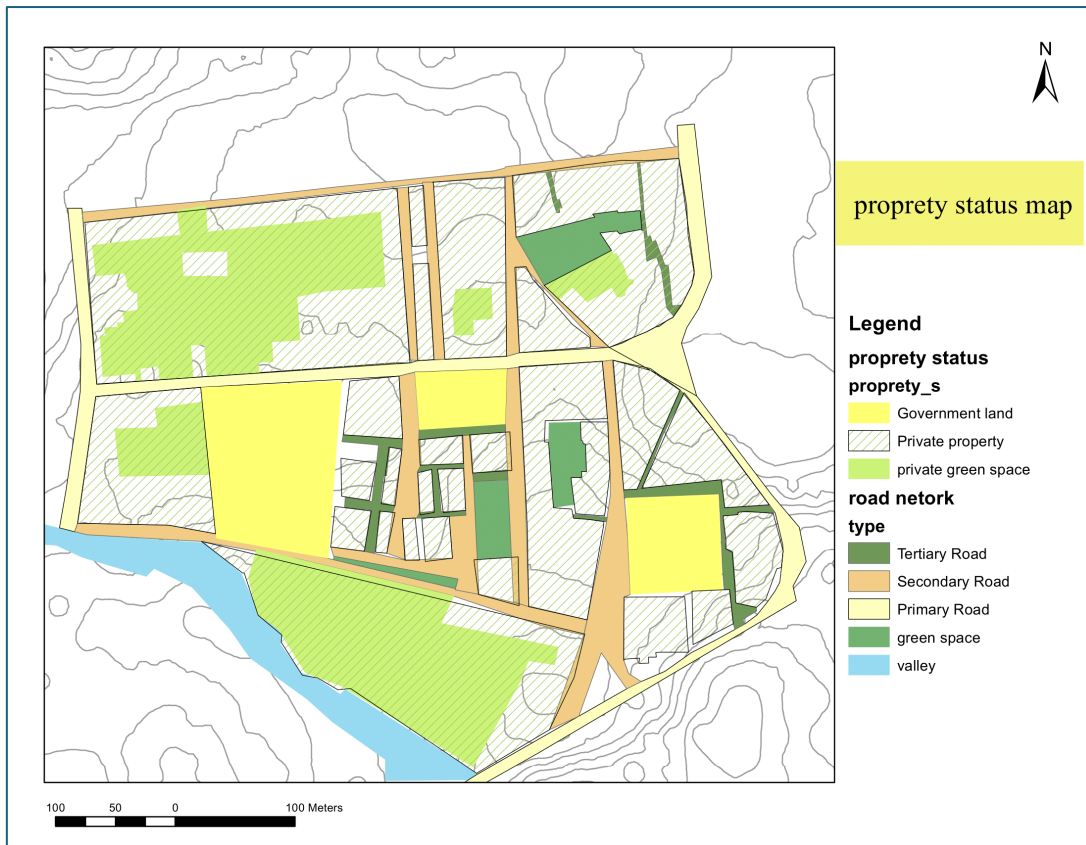 N
proprety status map
Legend
proprety status
proprety_s
Government land
Private property
private green space
road netork
type
Tertiary Road
Secondary Road
Primary Road
green space
valley
100 50 0 100 Meters